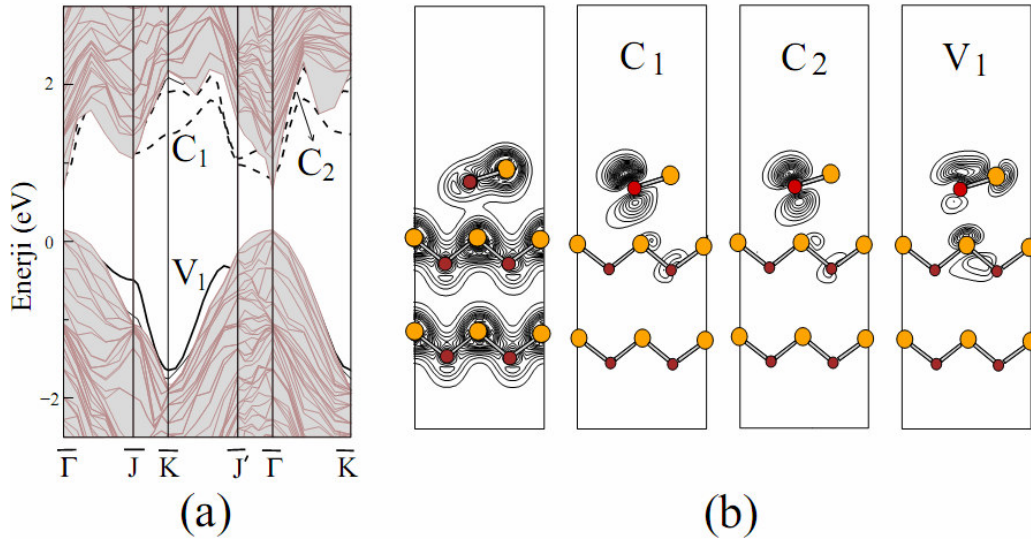 Enerji (eV)
2
0
−2
C₁
C₂
V₁
Γ̅ J̅ K̅ J̅′ Γ̅ K̅
(a)
C₁
C₂
V₁
(b)